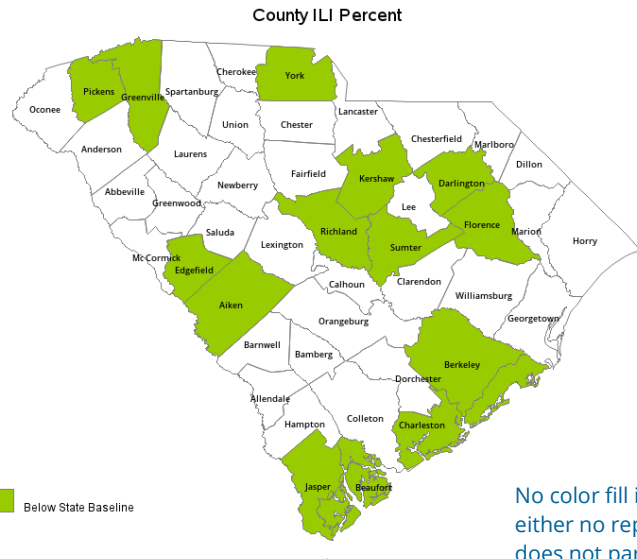 County ILI Percent
Cherokee
York
Pickens
Greenville
Spartanburg
Oconee
Union
Chester
Lancaster
Chesterfield
Marlboro
Anderson
Laurens
Dillon
Fairfield
Kershaw
Darlington
Abbeville
Newberry
Greenwood
Lee
Florence
Marion
Saluda
Richland
Horry
Lexington
Sumter
McCormick
Edgefield
Calhoun
Clarendon
Williamsburg
Aiken
Orangeburg
Georgetown
Barnwell
Bamberg
Berkeley
Dorchester
Allendale
Colleton
Hampton
Charleston
Jasper
Beaufort
Below State Baseline
No color fill i
either no rep
does not par